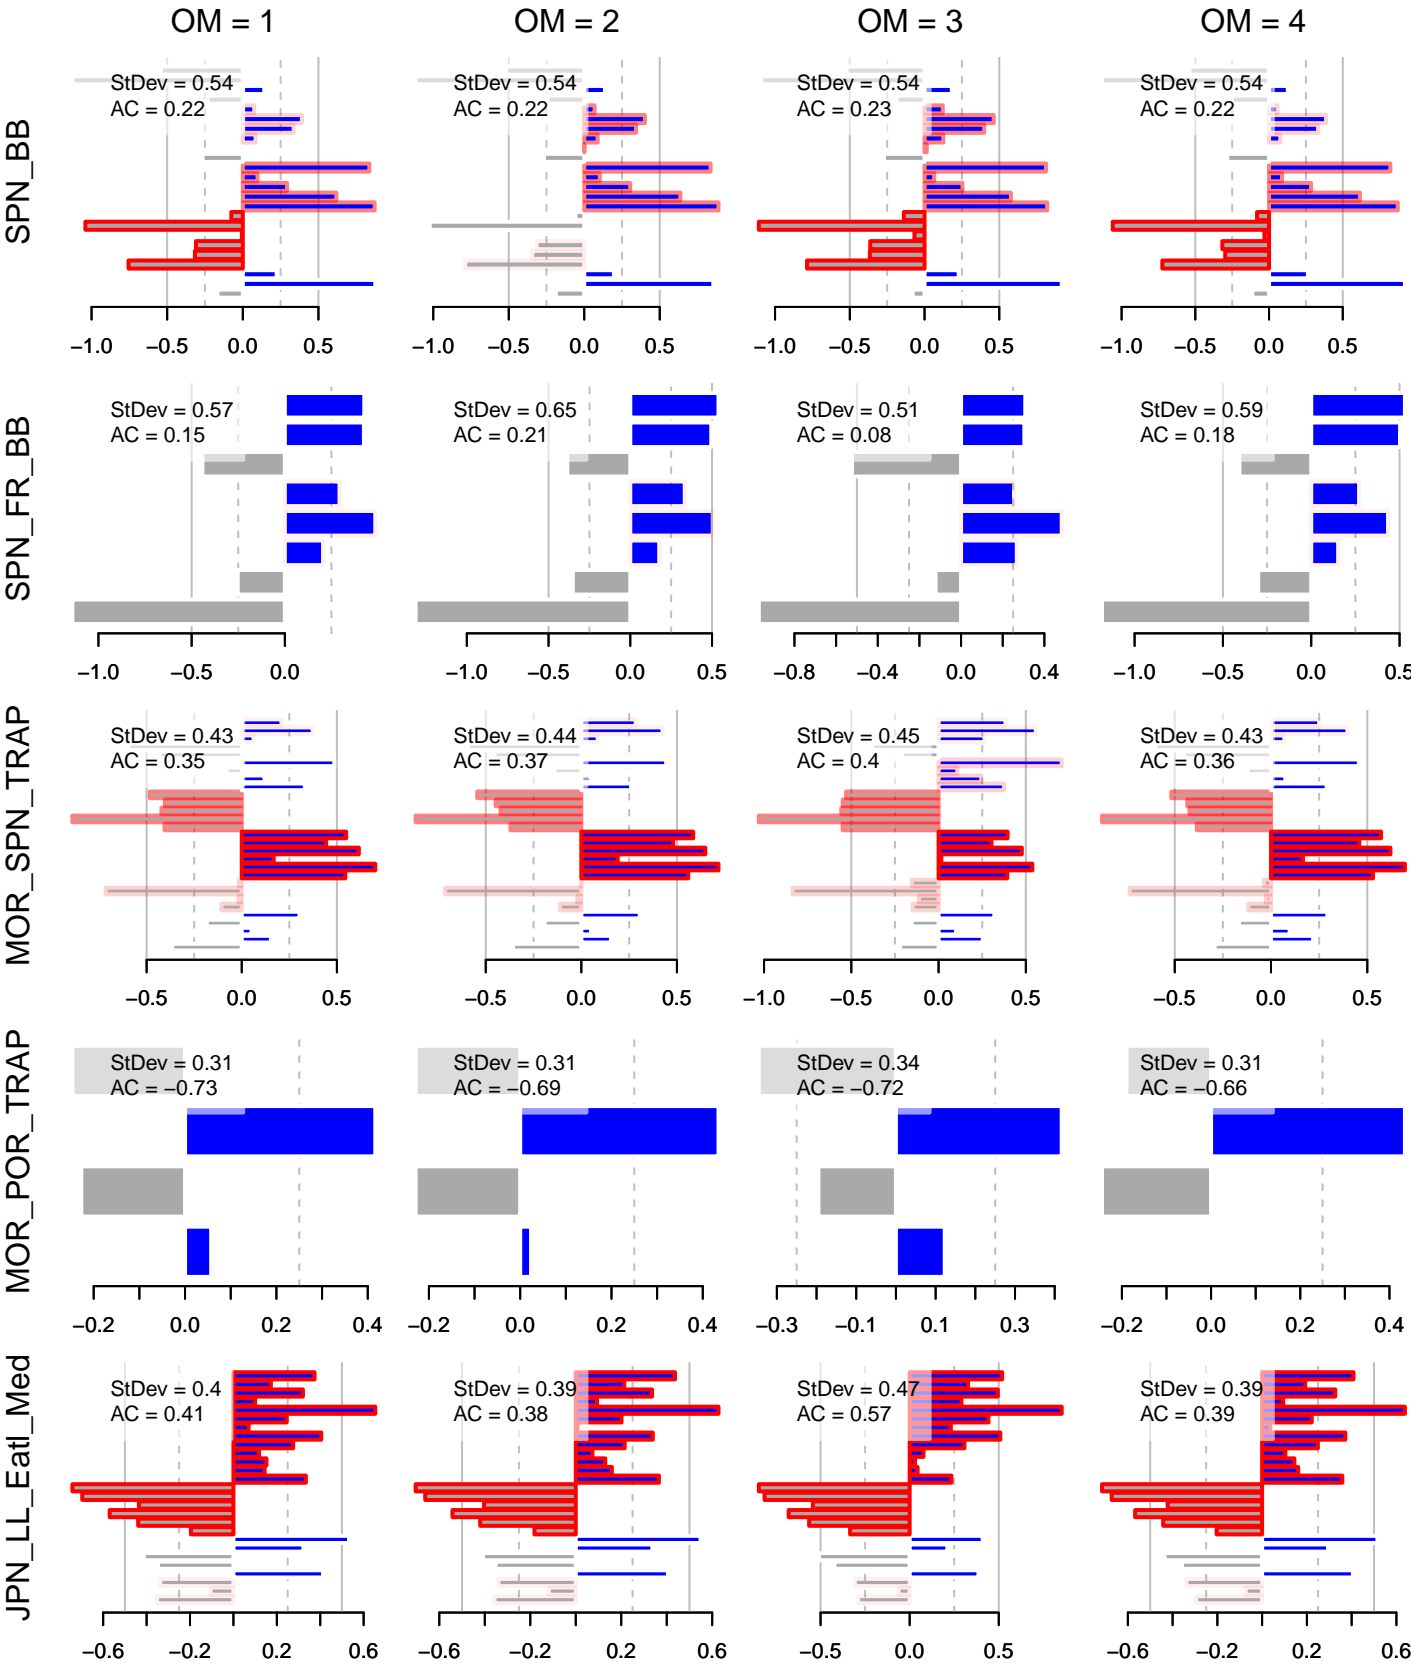 OM = 1 OM = 2 OM = 3 OM = 4
SPN_BB
StDev = 0.54 StDev = 0.54 StDev = 0.54 StDev = 0.54
AC = 0.22 AC = 0.22 AC = 0.23 AC = 0.22
−1.0 −0.5 0.0 0.5 −1.0 −0.5 0.0 0.5 −1.0 −0.5 0.0 0.5 −1.0 −0.5 0.0 0.5
SPN_FR_BB
StDev = 0.57 StDev = 0.65 StDev = 0.51 StDev = 0.59
AC = 0.15 AC = 0.21 AC = 0.08 AC = 0.18
−1.0 −0.5 0.0 −1.0 −0.5 0.0 0.5 −0.8 −0.4 0.0 0.4 −1.0 −0.5 0.0 0.5
MOR_SPN_TRAP
StDev = 0.43 StDev = 0.44 StDev = 0.45 StDev = 0.43
AC = 0.35 AC = 0.37 AC = 0.4 AC = 0.36
−0.5 0.0 0.5 −0.5 0.0 0.5 −1.0 −0.5 0.0 0.5 −0.5 0.0 0.5
MOR_POR_TRAP
StDev = 0.31 StDev = 0.31 StDev = 0.34 StDev = 0.31
AC = −0.73 AC = −0.69 AC = −0.72 AC = −0.66
−0.2 0.0 0.2 0.4 −0.2 0.0 0.2 0.4 −0.3 −0.1 0.1 0.3 −0.2 0.0 0.2 0.4
JPN_LL_Eatl_Med
StDev = 0.4 StDev = 0.39 StDev = 0.47 StDev = 0.39
AC = 0.41 AC = 0.38 AC = 0.57 AC = 0.39
−0.6 −0.2 0.2 0.6 −0.6 −0.2 0.2 0.6 −0.5 0.0 0.5 −0.6 −0.2 0.2 0.6